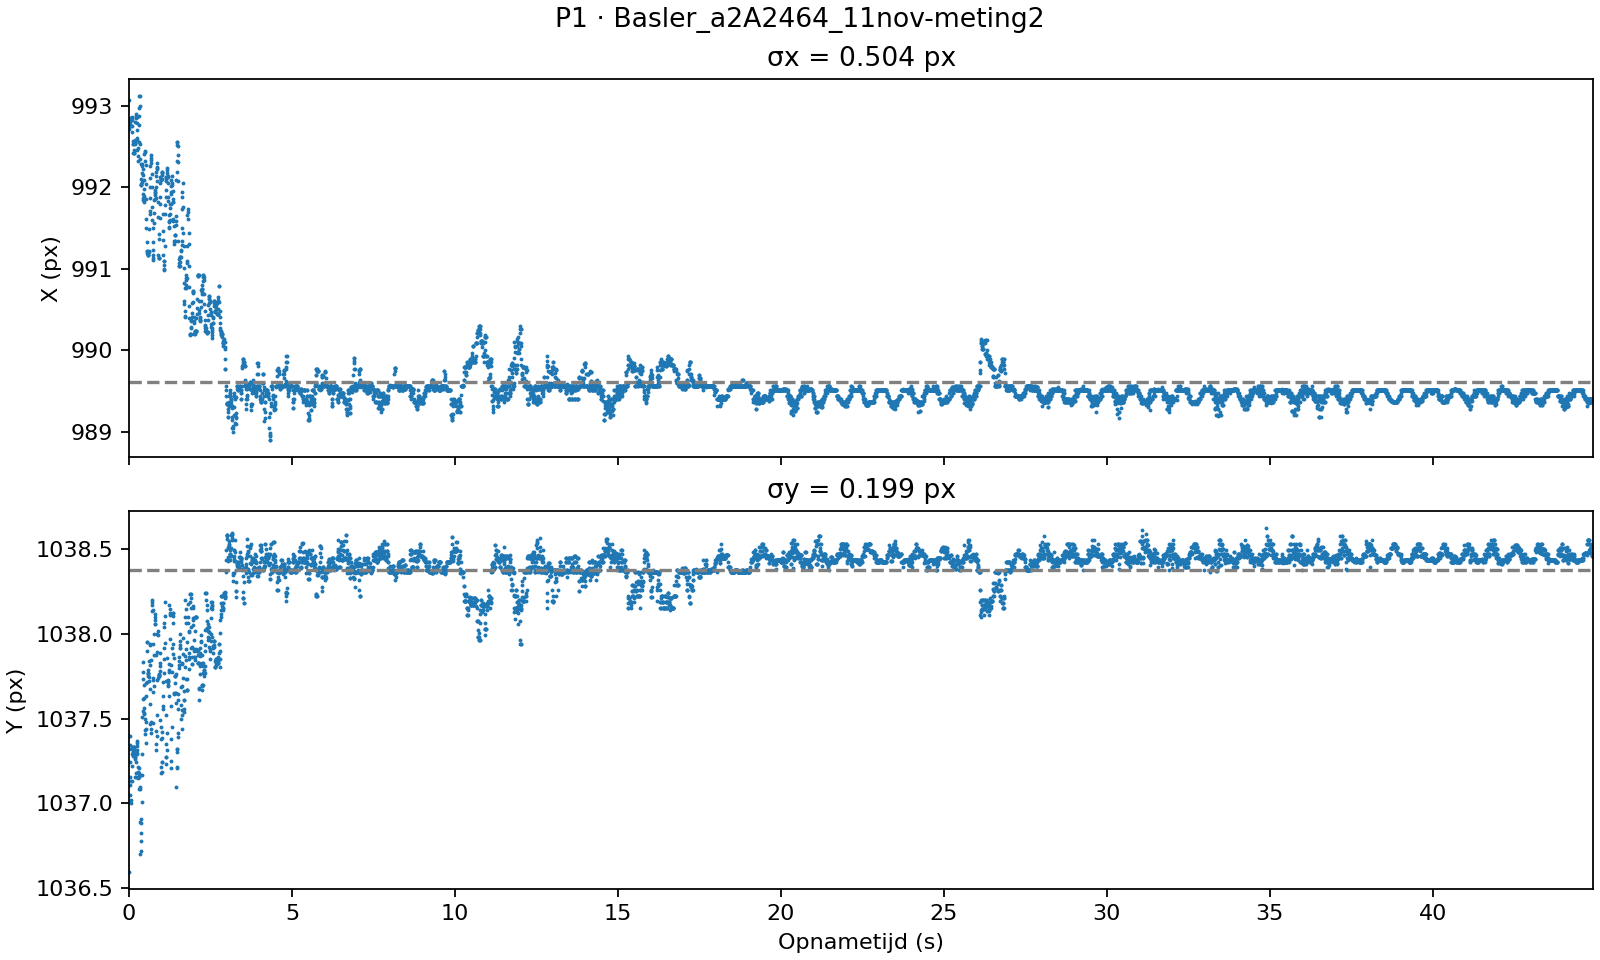 P1 · Basler_a2A2464_11nov-meting2
σx = 0.504 px
993
992
991
990
989
X (px)
σy = 0.199 px
1038.5
1038.0
1037.5
1037.0
1036.5
Y (px)
0 5 10 15 20 25 30 35 40
Opnametijd (s)